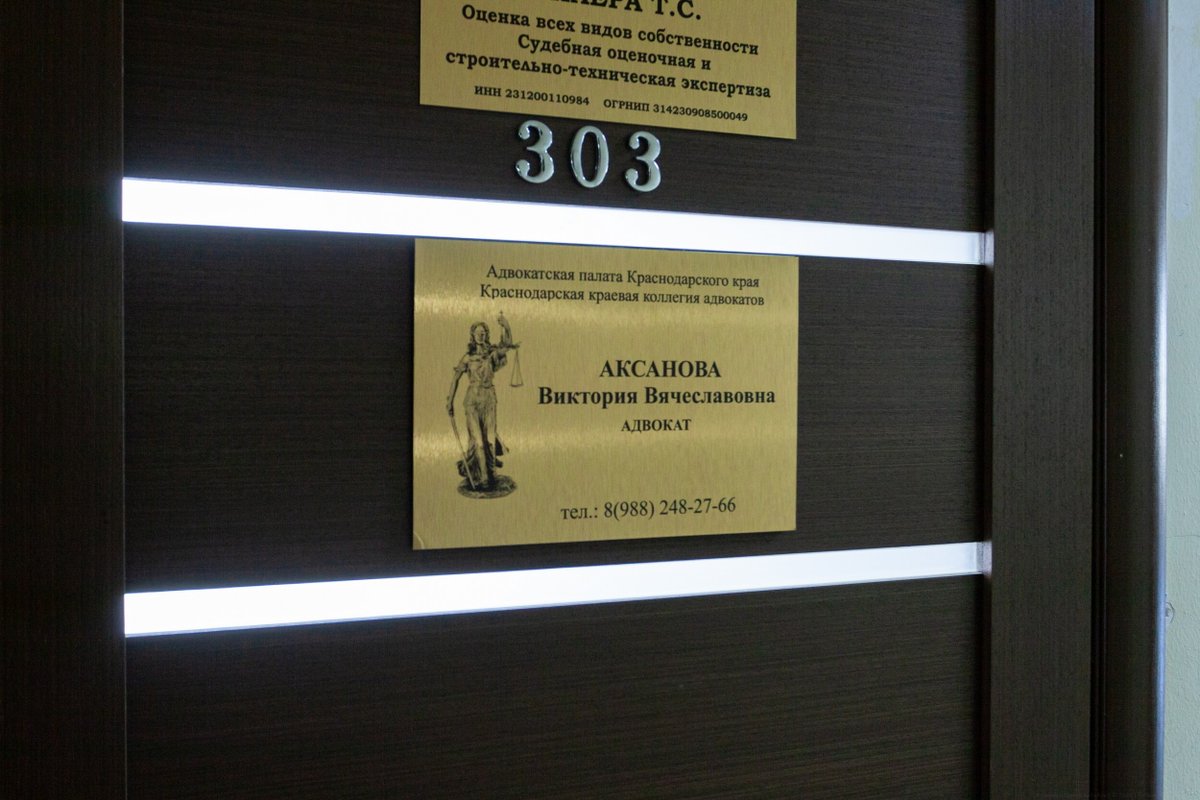 Т.С.
Оценка всех видов собственности
Судебная оценочная и
строительно-техническая экспертиза
ИНН 231200110984 ОГРНИП 314230908500049
303
Адвокатская палата Краснодарского края
Краснодарская краевая коллегия адвокатов
АКСАНОВА
Виктория Вячеславовна
АДВОКАТ
тел.: 8(988) 248-27-66